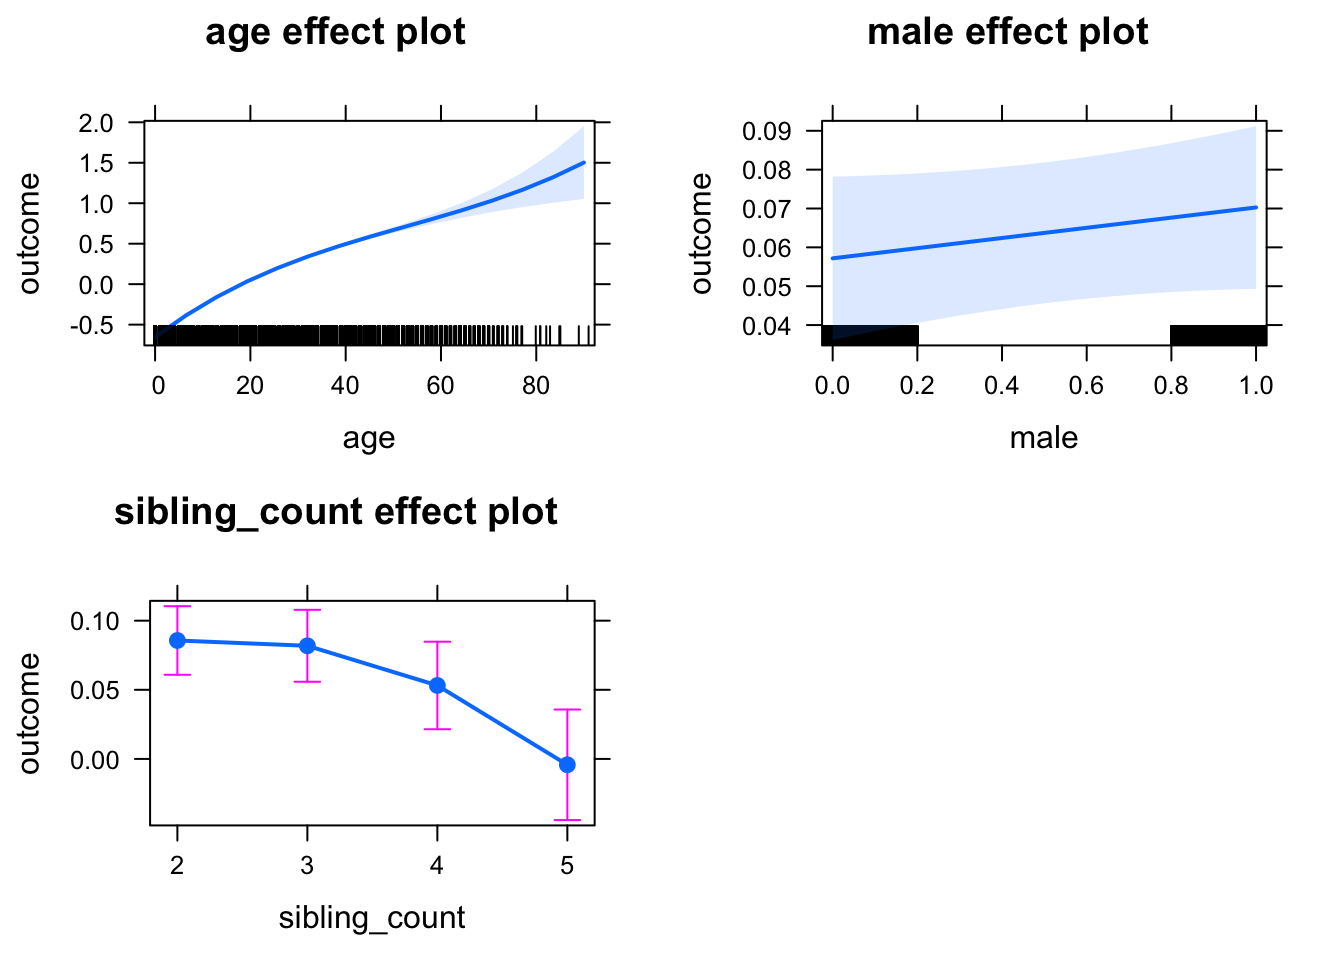 age effect plot
outcome
2.0
1.5
1.0
0.5
0.0
-0.5
0 20 40 60 80
age
male effect plot
outcome
0.09
0.08
0.07
0.06
0.05
0.04
0.0 0.2 0.4 0.6 0.8 1.0
male
sibling_count effect plot
outcome
0.10
0.05
0.00
2 3 4 5
sibling_count